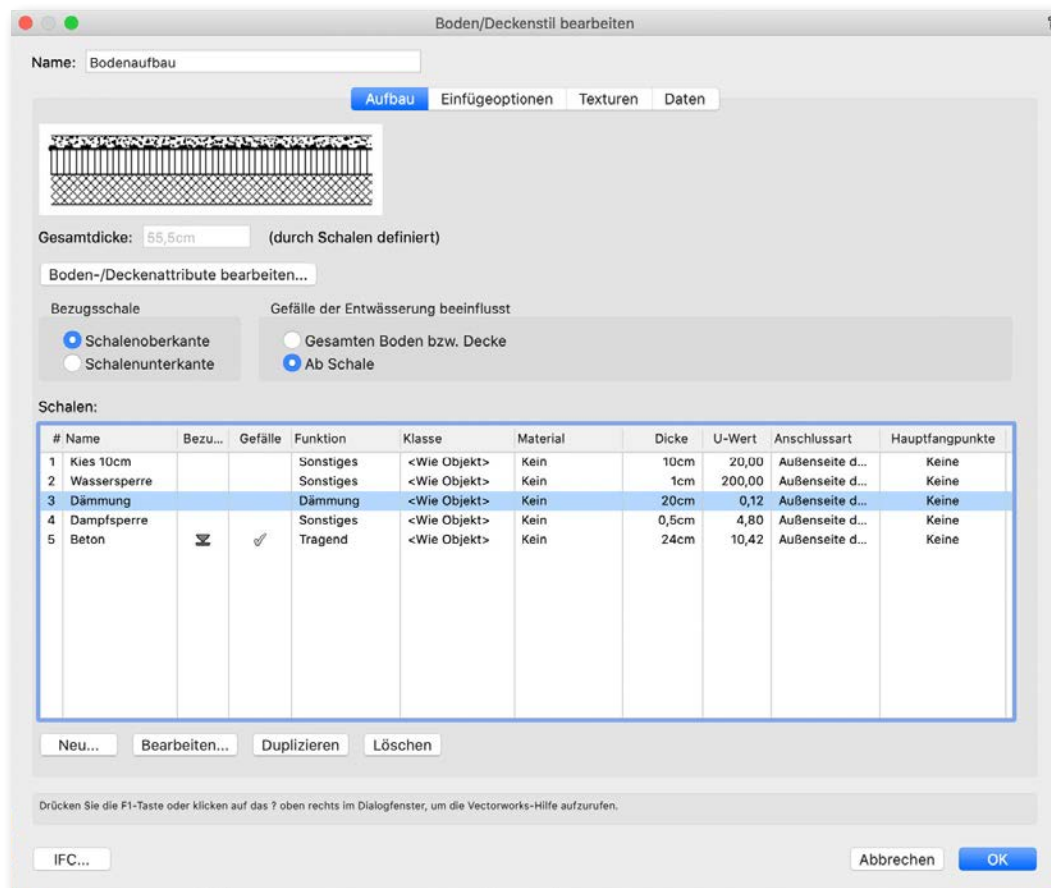 Boden/Deckenstil bearbeiten
Name: Bodenaufbau
Aufbau Einfügeoptionen Texturen Daten
Gesamtdicke: 55,5cm (durch Schalen definiert)
Boden-/Deckenattribute bearbeiten...
Bezugsschale Gefälle der Entwässerung beeinflusst
Schalenoberkante Gesamten Boden bzw. Decke
Schalenunterkante Ab Schale
Schalen:
# Name Bezu... Gefälle Funktion Klasse Material Dicke U-Wert Anschlussart Hauptfangpunkte
1 Kies 10cm Sonstiges <Wie Objekt> Kein 10cm 20,00 Außenseite d... Keine
2 Wassersperre Sonstiges <Wie Objekt> Kein 1cm 200,00 Außenseite d... Keine
3 Dämmung Dämmung <Wie Objekt> Kein 20cm 0,12 Außenseite d... Keine
4 Dampfsperre Sonstiges <Wie Objekt> Kein 0,5cm 4,80 Außenseite d... Keine
5 Beton Tragend <Wie Objekt> Kein 24cm 10,42 Außenseite d... Keine
Neu... Bearbeiten... Duplizieren Löschen
Drücken Sie die F1-Taste oder klicken auf das ? oben rechts im Dialogfenster, um die Vectorworks-Hilfe aufzurufen.
IFC... Abbrechen OK